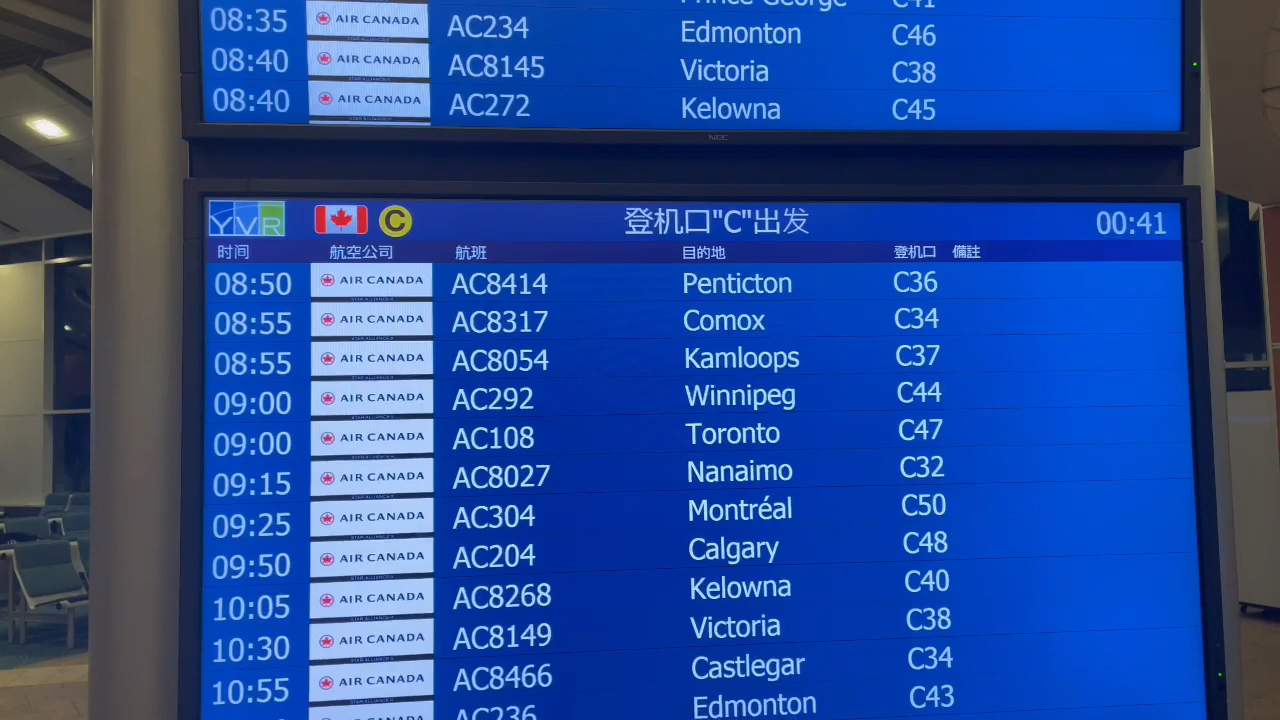 Prince George C41
08:35 AIR CANADA AC234 Edmonton C46
08:40 AIR CANADA AC8145 Victoria C38
08:40 AIR CANADA AC272 Kelowna C45
NEC
YVR C 登机口"C"出发 00:41
时间 航空公司 航班 目的地 登机口 備註
08:50 AIR CANADA AC8414 Penticton C36
08:55 AIR CANADA AC8317 Comox C34
08:55 AIR CANADA AC8054 Kamloops C37
09:00 AIR CANADA AC292 Winnipeg C44
09:00 AIR CANADA AC108 Toronto C47
09:15 AIR CANADA AC8027 Nanaimo C32
09:25 AIR CANADA AC304 Montréal C50
09:50 AIR CANADA AC204 Calgary C48
10:05 AIR CANADA AC8268 Kelowna C40
10:30 AIR CANADA AC8149 Victoria C38
10:55 AIR CANADA AC8466 Castlegar C34
AIR CANADA AC236 Edmonton C43